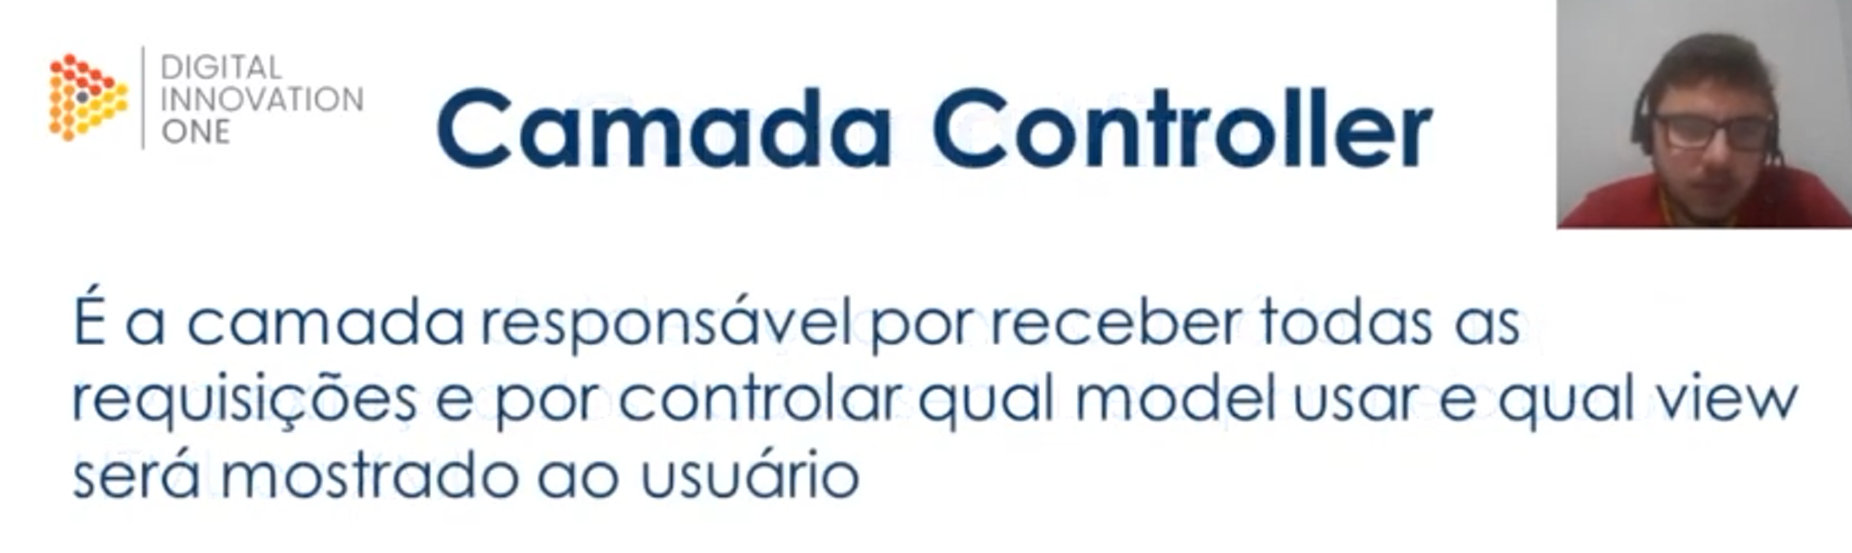 DIGITAL
INNOVATION
ONE
Camada Controller
É a camada responsável por receber todas as
requisições e por controlar qual model usar e qual view
será mostrado ao usuário